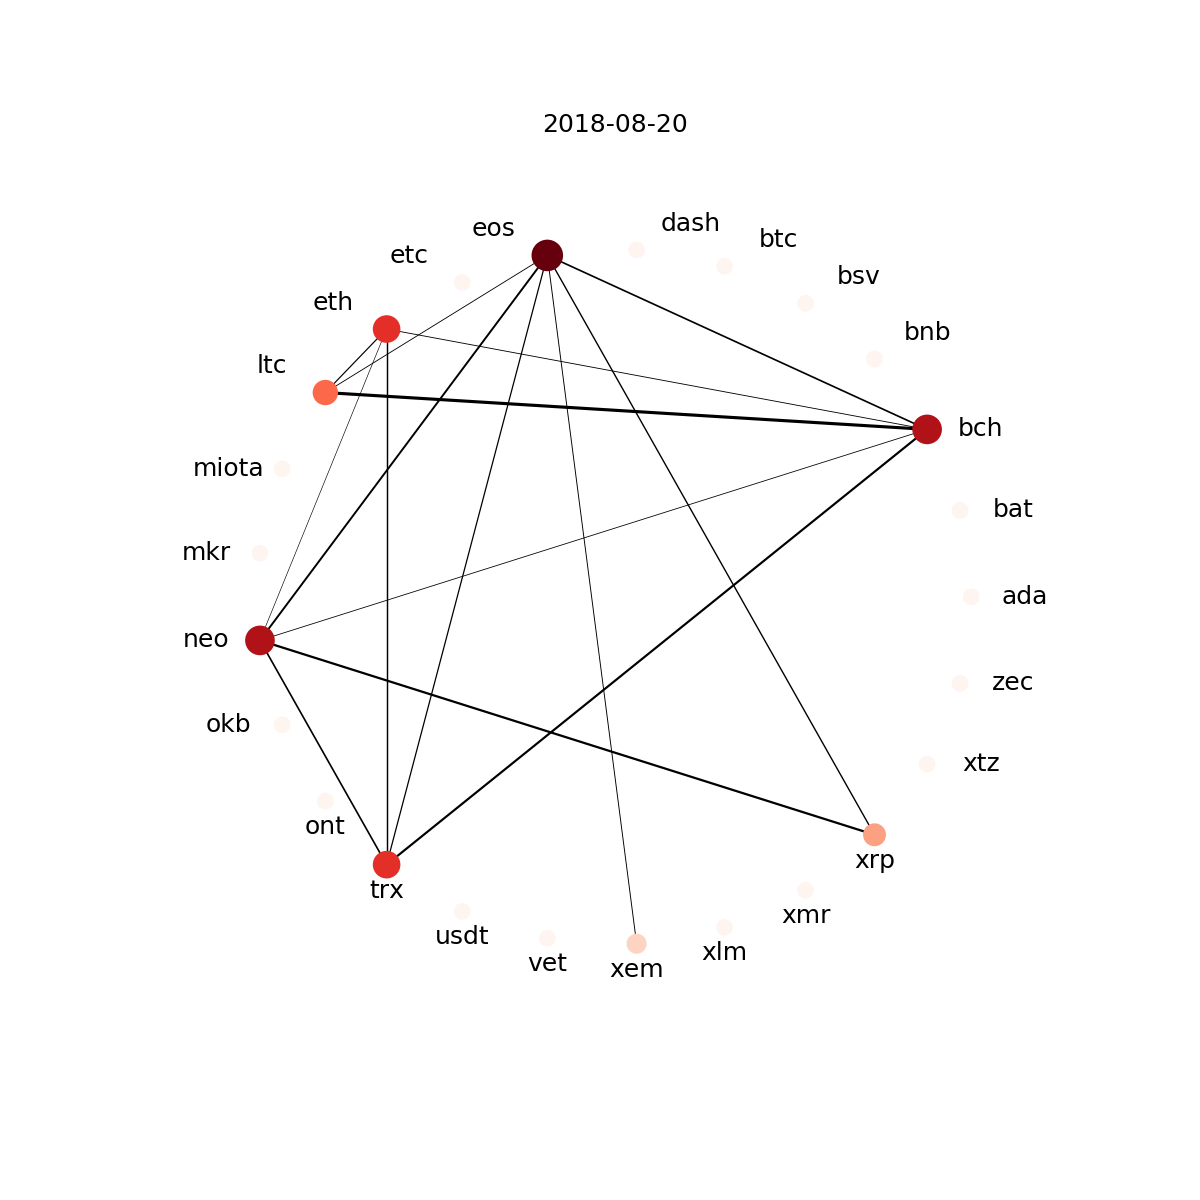 2018-08-20
dash
eos
btc
etc
bsv
eth
bnb
ltc
bch
miota
bat
mkr
ada
neo
zec
okb
xtz
ont
xrp
trx
xmr
usdt
xlm
vet
xem